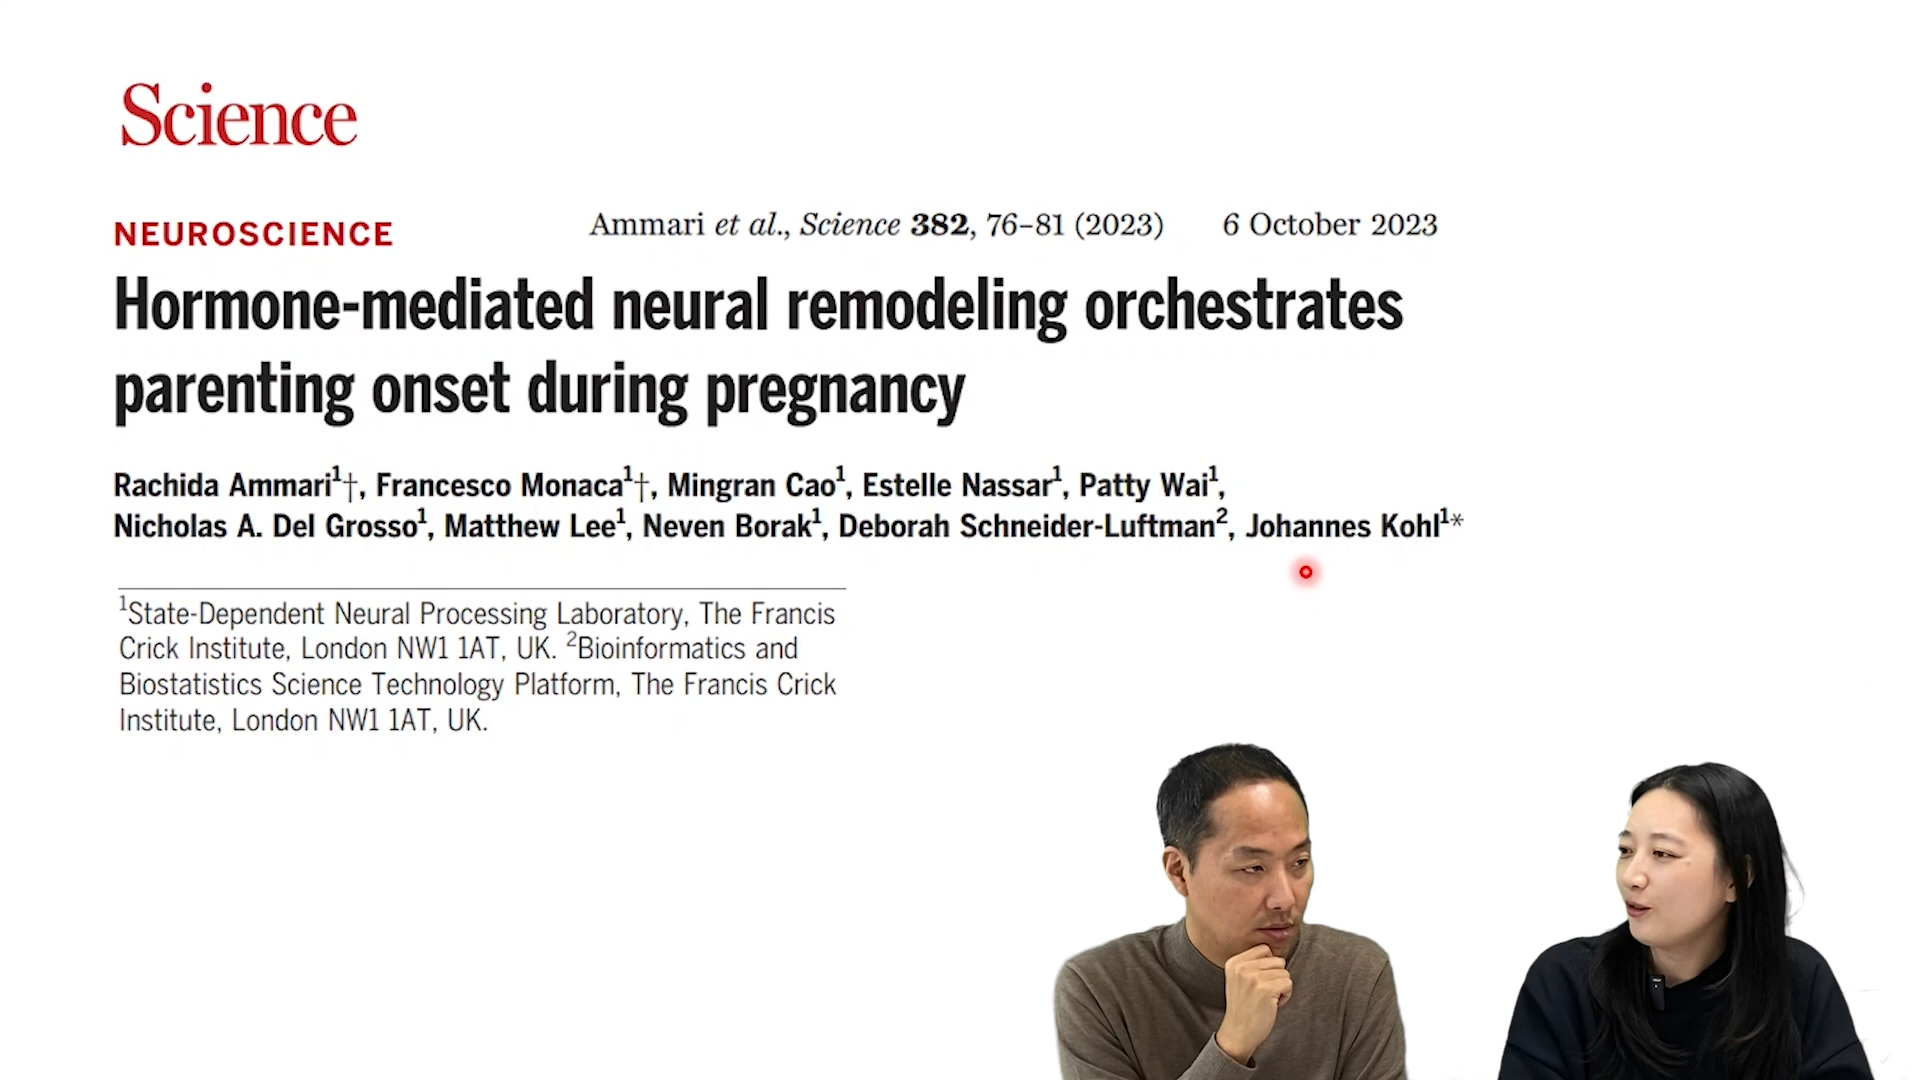 Science
NEUROSCIENCE
Ammari et al., Science 382, 76–81 (2023) 6 October 2023
Hormone-mediated neural remodeling orchestrates
parenting onset during pregnancy
Rachida Ammari1†, Francesco Monaca1†, Mingran Cao1, Estelle Nassar1, Patty Wai1,
Nicholas A. Del Grosso1, Matthew Lee1, Neven Borak1, Deborah Schneider-Luftman2, Johannes Kohl1*
1State-Dependent Neural Processing Laboratory, The Francis
Crick Institute, London NW1 1AT, UK. 2Bioinformatics and
Biostatistics Science Technology Platform, The Francis Crick
Institute, London NW1 1AT, UK.